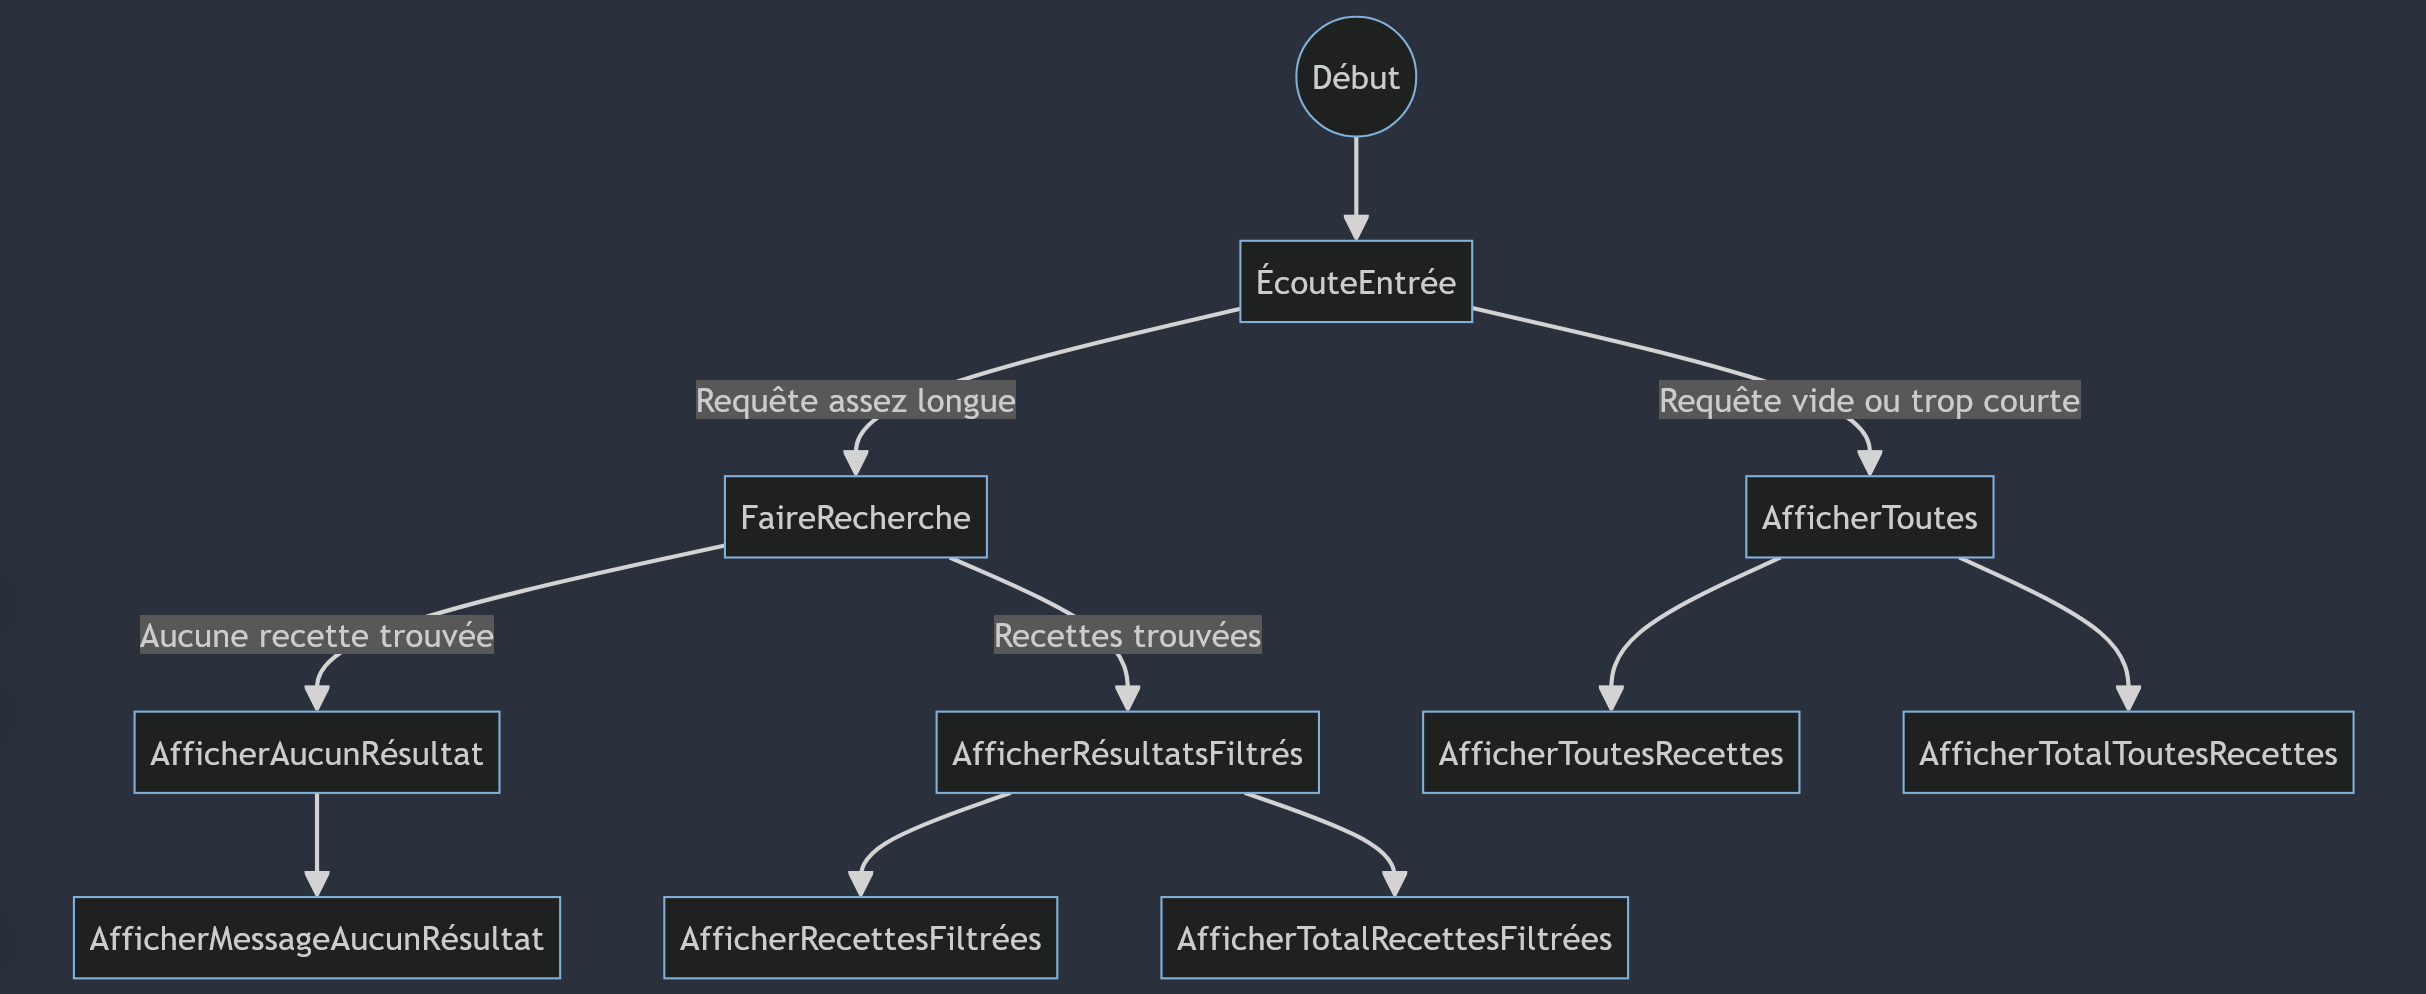 Début
ÉcouteEntrée
Requête assez longue
Requête vide ou trop courte
FaireRecherche
AfficherToutes
Aucune recette trouvée
Recettes trouvées
AfficherAucunRésultat
AfficherRésultatsFiltrés
AfficherToutesRecettes
AfficherTotalToutesRecettes
AfficherMessageAucunRésultat
AfficherRecettesFiltrées
AfficherTotalRecettesFiltrées